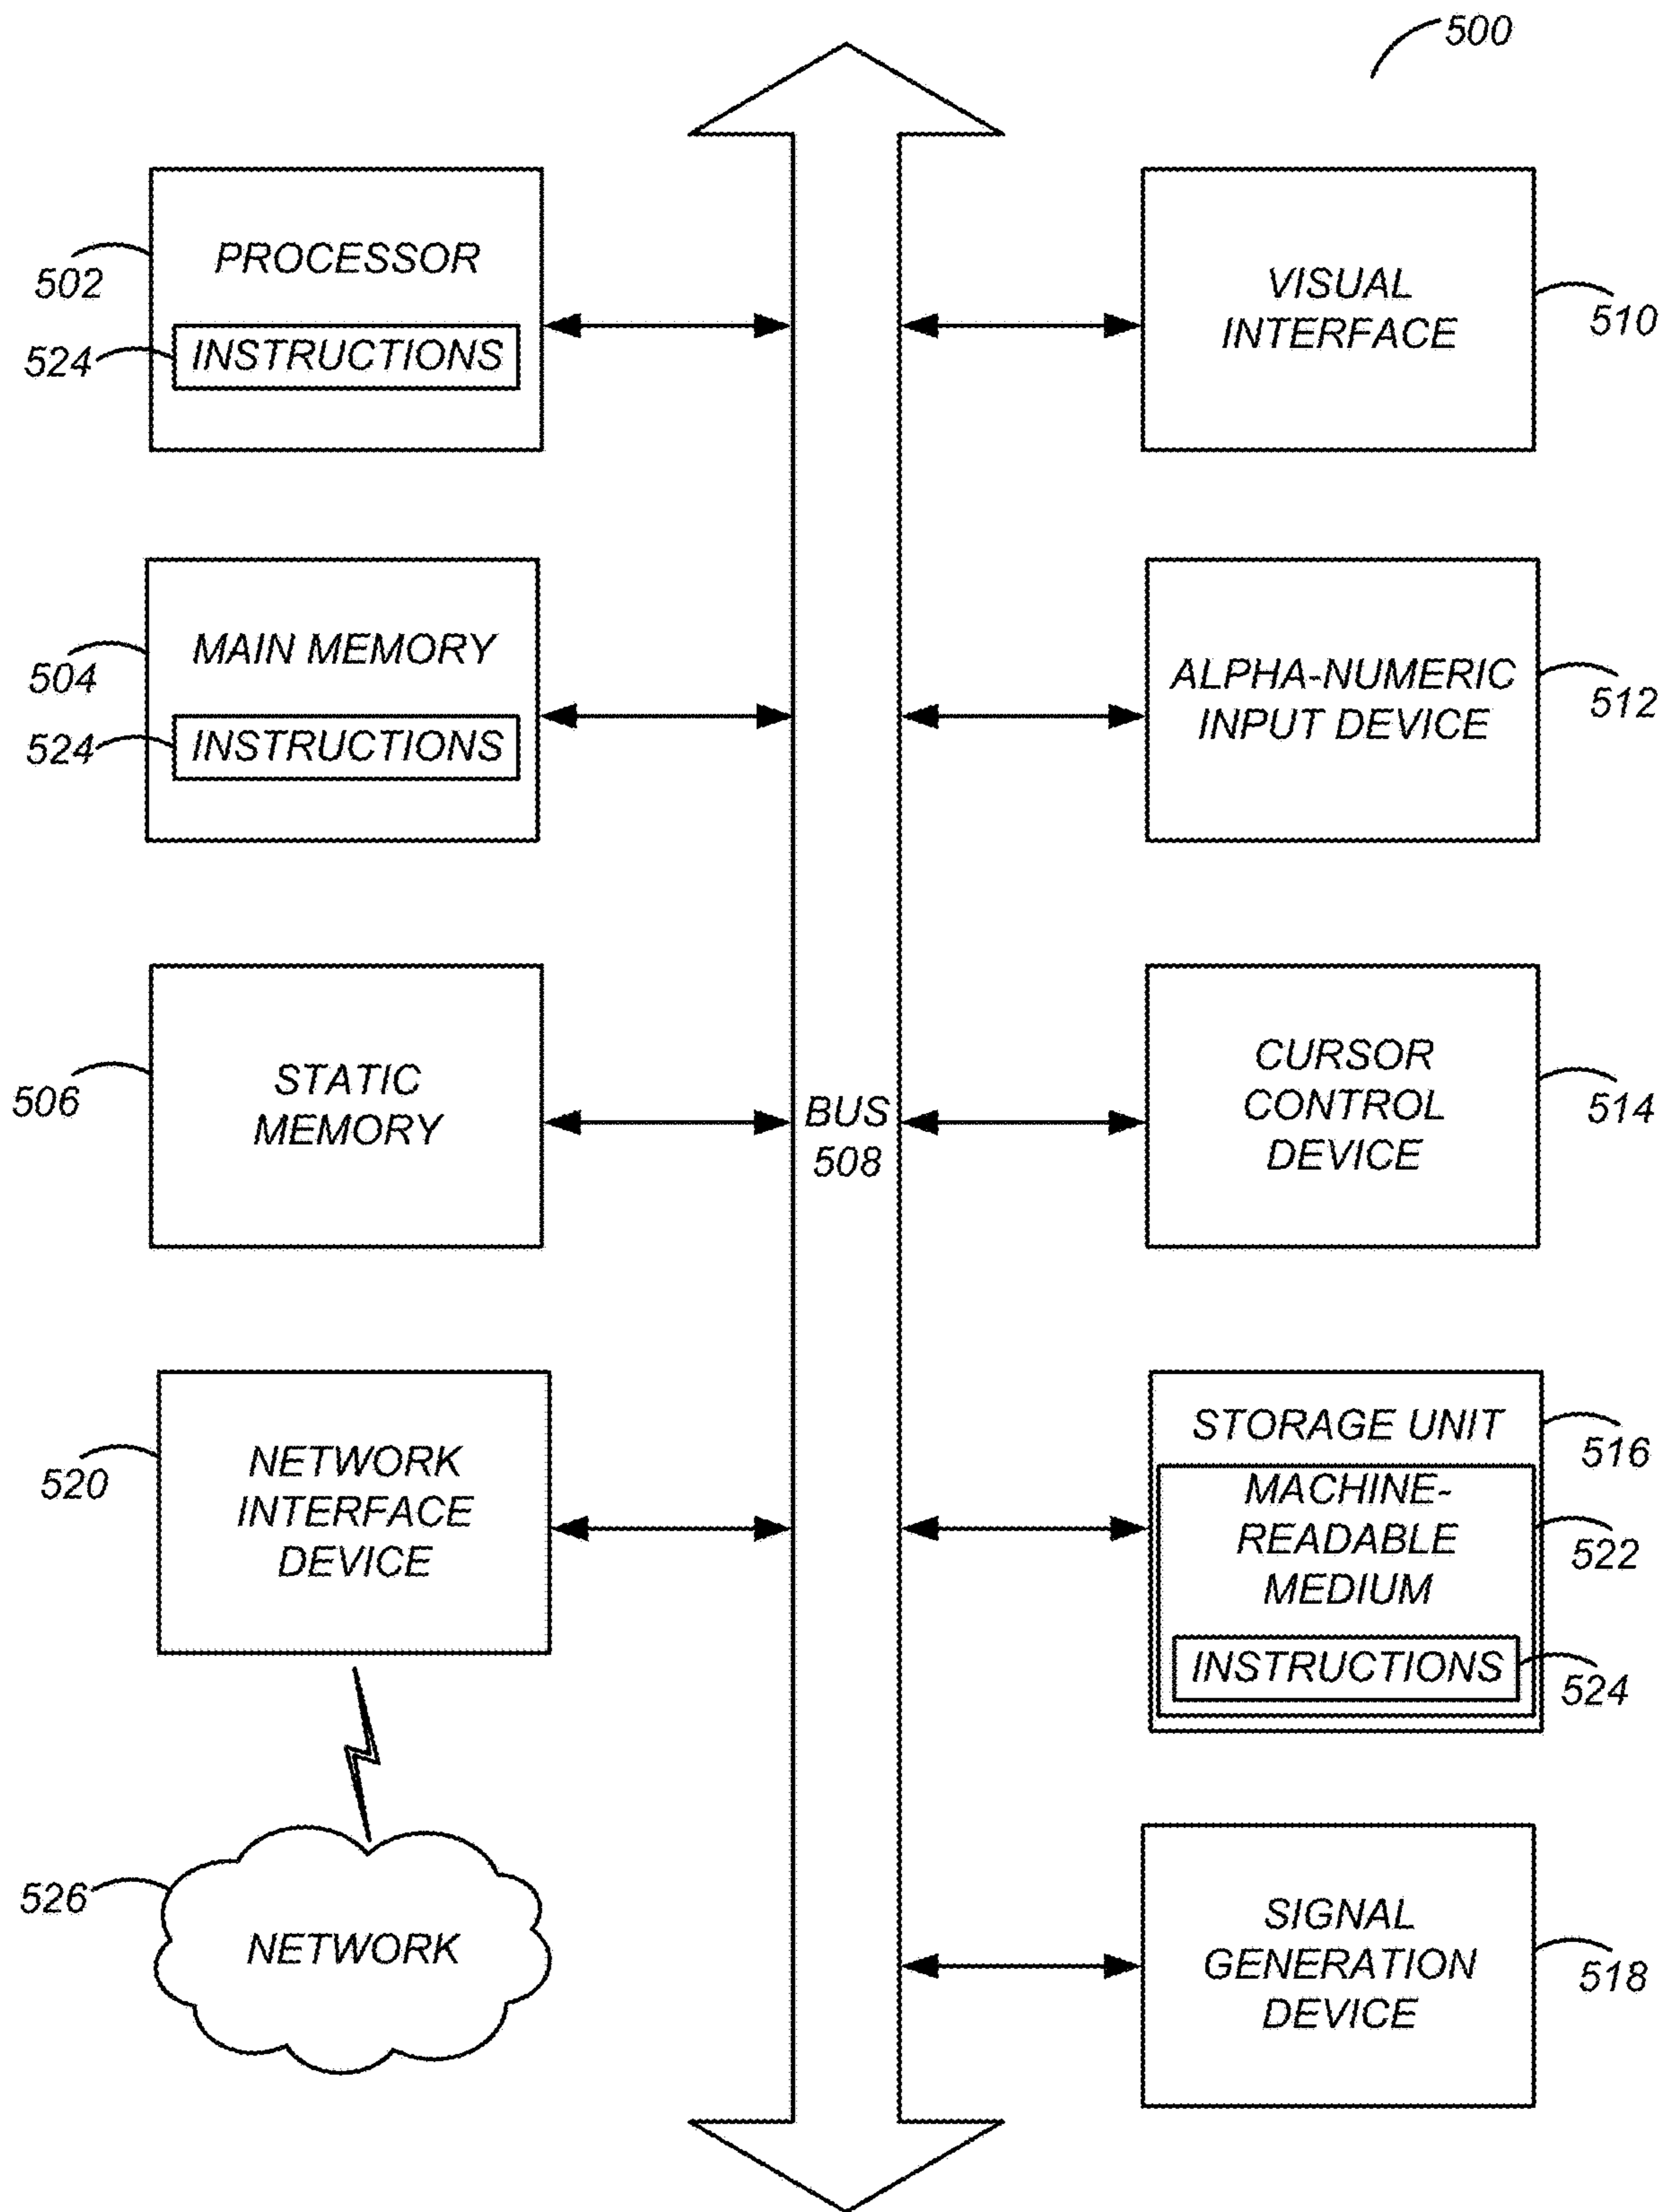 500
PROCESSOR
502
INSTRUCTIONS
524
VISUAL
INTERFACE
510
MAIN MEMORY
504
INSTRUCTIONS
524
ALPHA-NUMERIC
INPUT DEVICE
512
STATIC
MEMORY
506
BUS
508
CURSOR
CONTROL
DEVICE
514
NETWORK
INTERFACE
DEVICE
520
STORAGE UNIT
516
MACHINE-
READABLE
MEDIUM
522
INSTRUCTIONS
524
NETWORK
526
SIGNAL
GENERATION
DEVICE
518